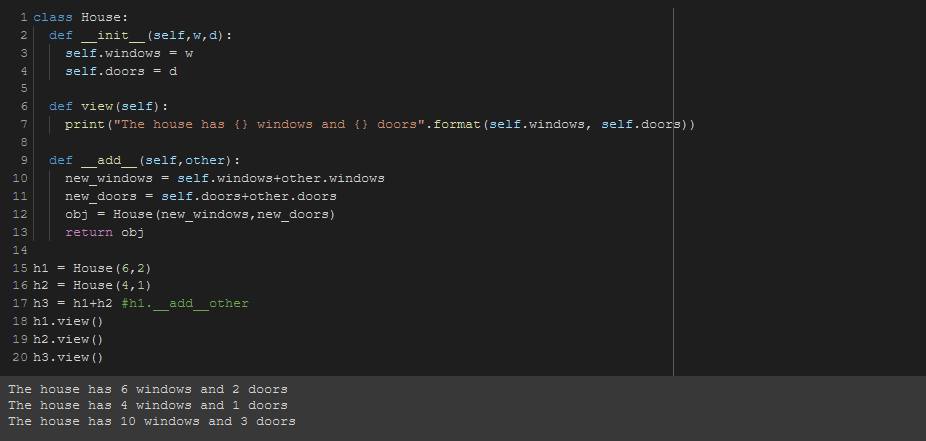 1 class House:
2   def __init__(self,w,d):
3     self.windows = w
4     self.doors = d
5
6   def view(self):
7     print("The house has {} windows and {} doors".format(self.windows, self.doors))
8
9   def __add__(self,other):
10     new_windows = self.windows+other.windows
11     new_doors = self.doors+other.doors
12     obj = House(new_windows,new_doors)
13     return obj
14
15 h1 = House(6,2)
16 h2 = House(4,1)
17 h3 = h1+h2 #h1.__add__other
18 h1.view()
19 h2.view()
20 h3.view()
The house has 6 windows and 2 doors
The house has 4 windows and 1 doors
The house has 10 windows and 3 doors